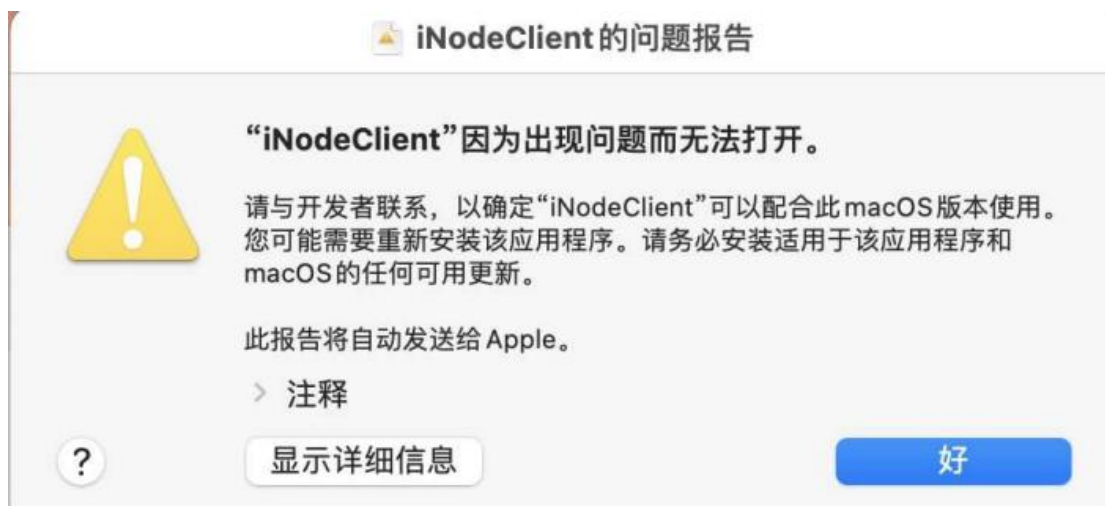 iNodeClient的问题报告
“iNodeClient”因为出现问题而无法打开。
请与开发者联系，以确定“iNodeClient”可以配合此macOS版本使用。
您可能需要重新安装该应用程序。请务必安装适用于该应用程序和
macOS的任何可用更新。
此报告将自动发送给Apple。
注释
?
显示详细信息
好